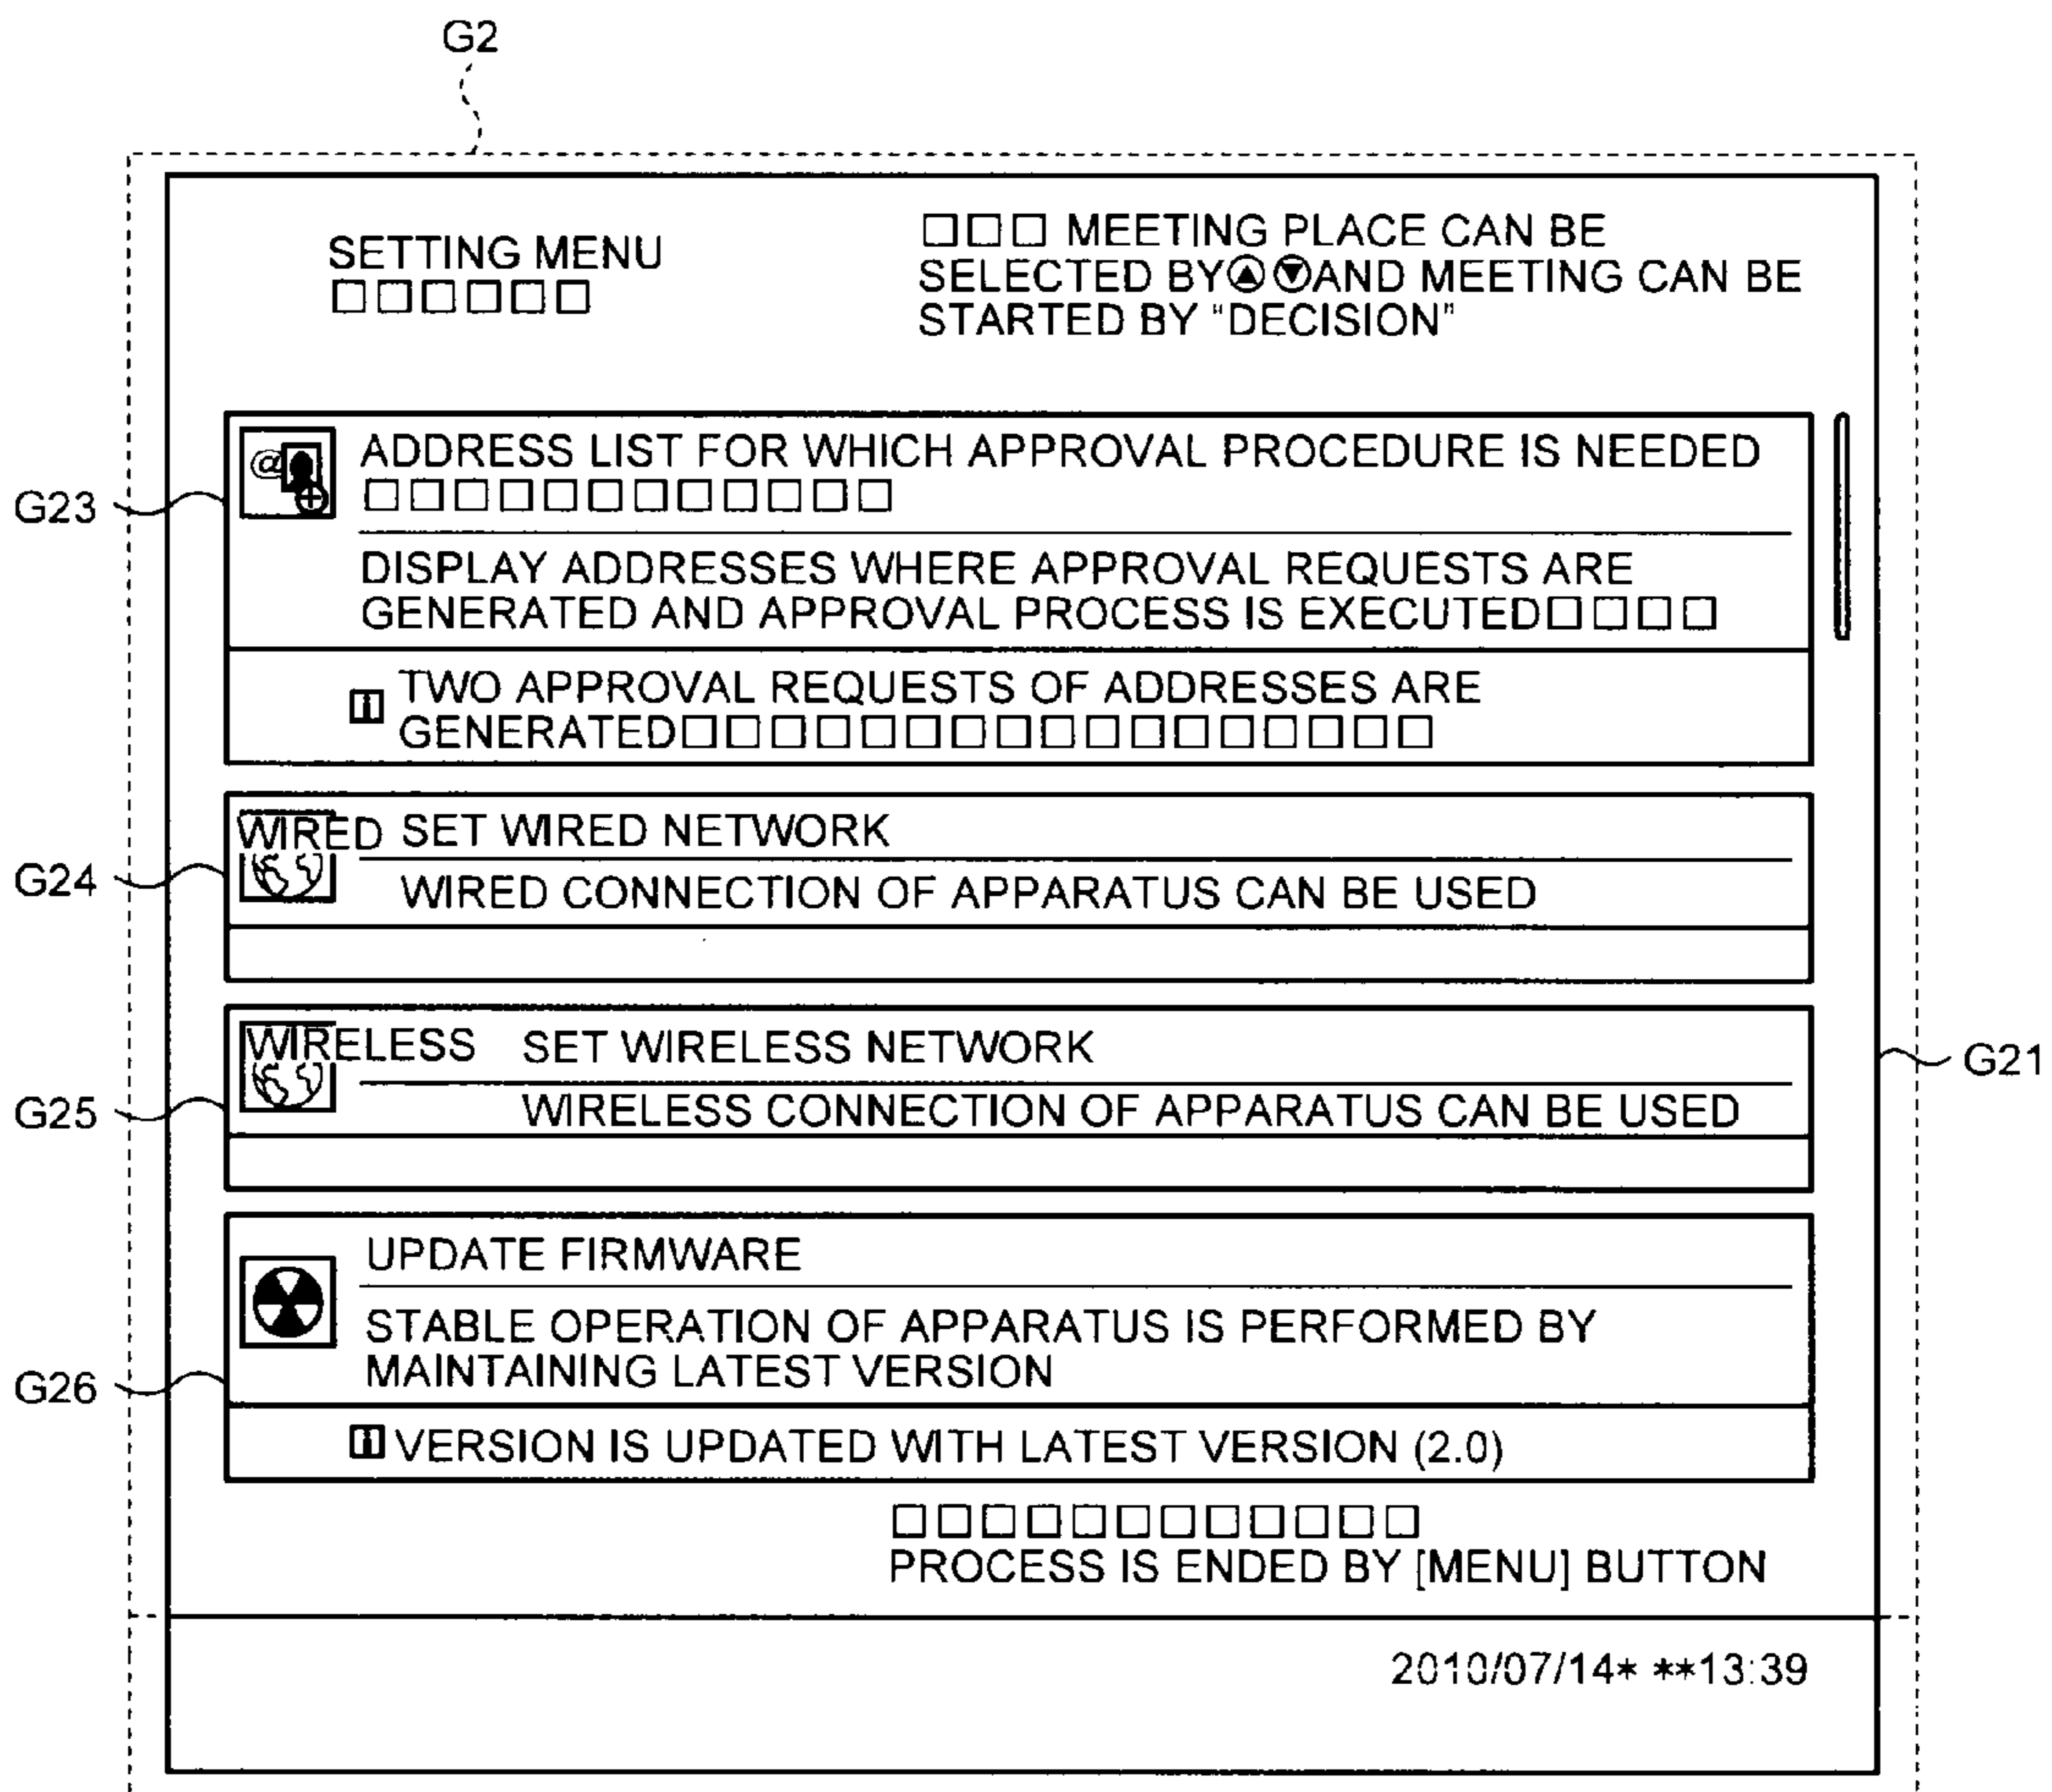 G2
SETTING MENU
□□□□□□
□□□ MEETING PLACE CAN BE
SELECTED BY▲▼AND MEETING CAN BE
STARTED BY "DECISION"
G23
@
ADDRESS LIST FOR WHICH APPROVAL PROCEDURE IS NEEDED
□□□□□□□□□□□□
DISPLAY ADDRESSES WHERE APPROVAL REQUESTS ARE
GENERATED AND APPROVAL PROCESS IS EXECUTED□□□□
i TWO APPROVAL REQUESTS OF ADDRESSES ARE
GENERATED□□□□□□□□□□□□□□□□□
G24
WIRED SET WIRED NETWORK
WIRED CONNECTION OF APPARATUS CAN BE USED
G25
WIRELESS SET WIRELESS NETWORK
WIRELESS CONNECTION OF APPARATUS CAN BE USED
G21
G26
UPDATE FIRMWARE
STABLE OPERATION OF APPARATUS IS PERFORMED BY
MAINTAINING LATEST VERSION
i VERSION IS UPDATED WITH LATEST VERSION (2.0)
□□□□□□□□□□□□
PROCESS IS ENDED BY [MENU] BUTTON
2010/07/14* **13:39